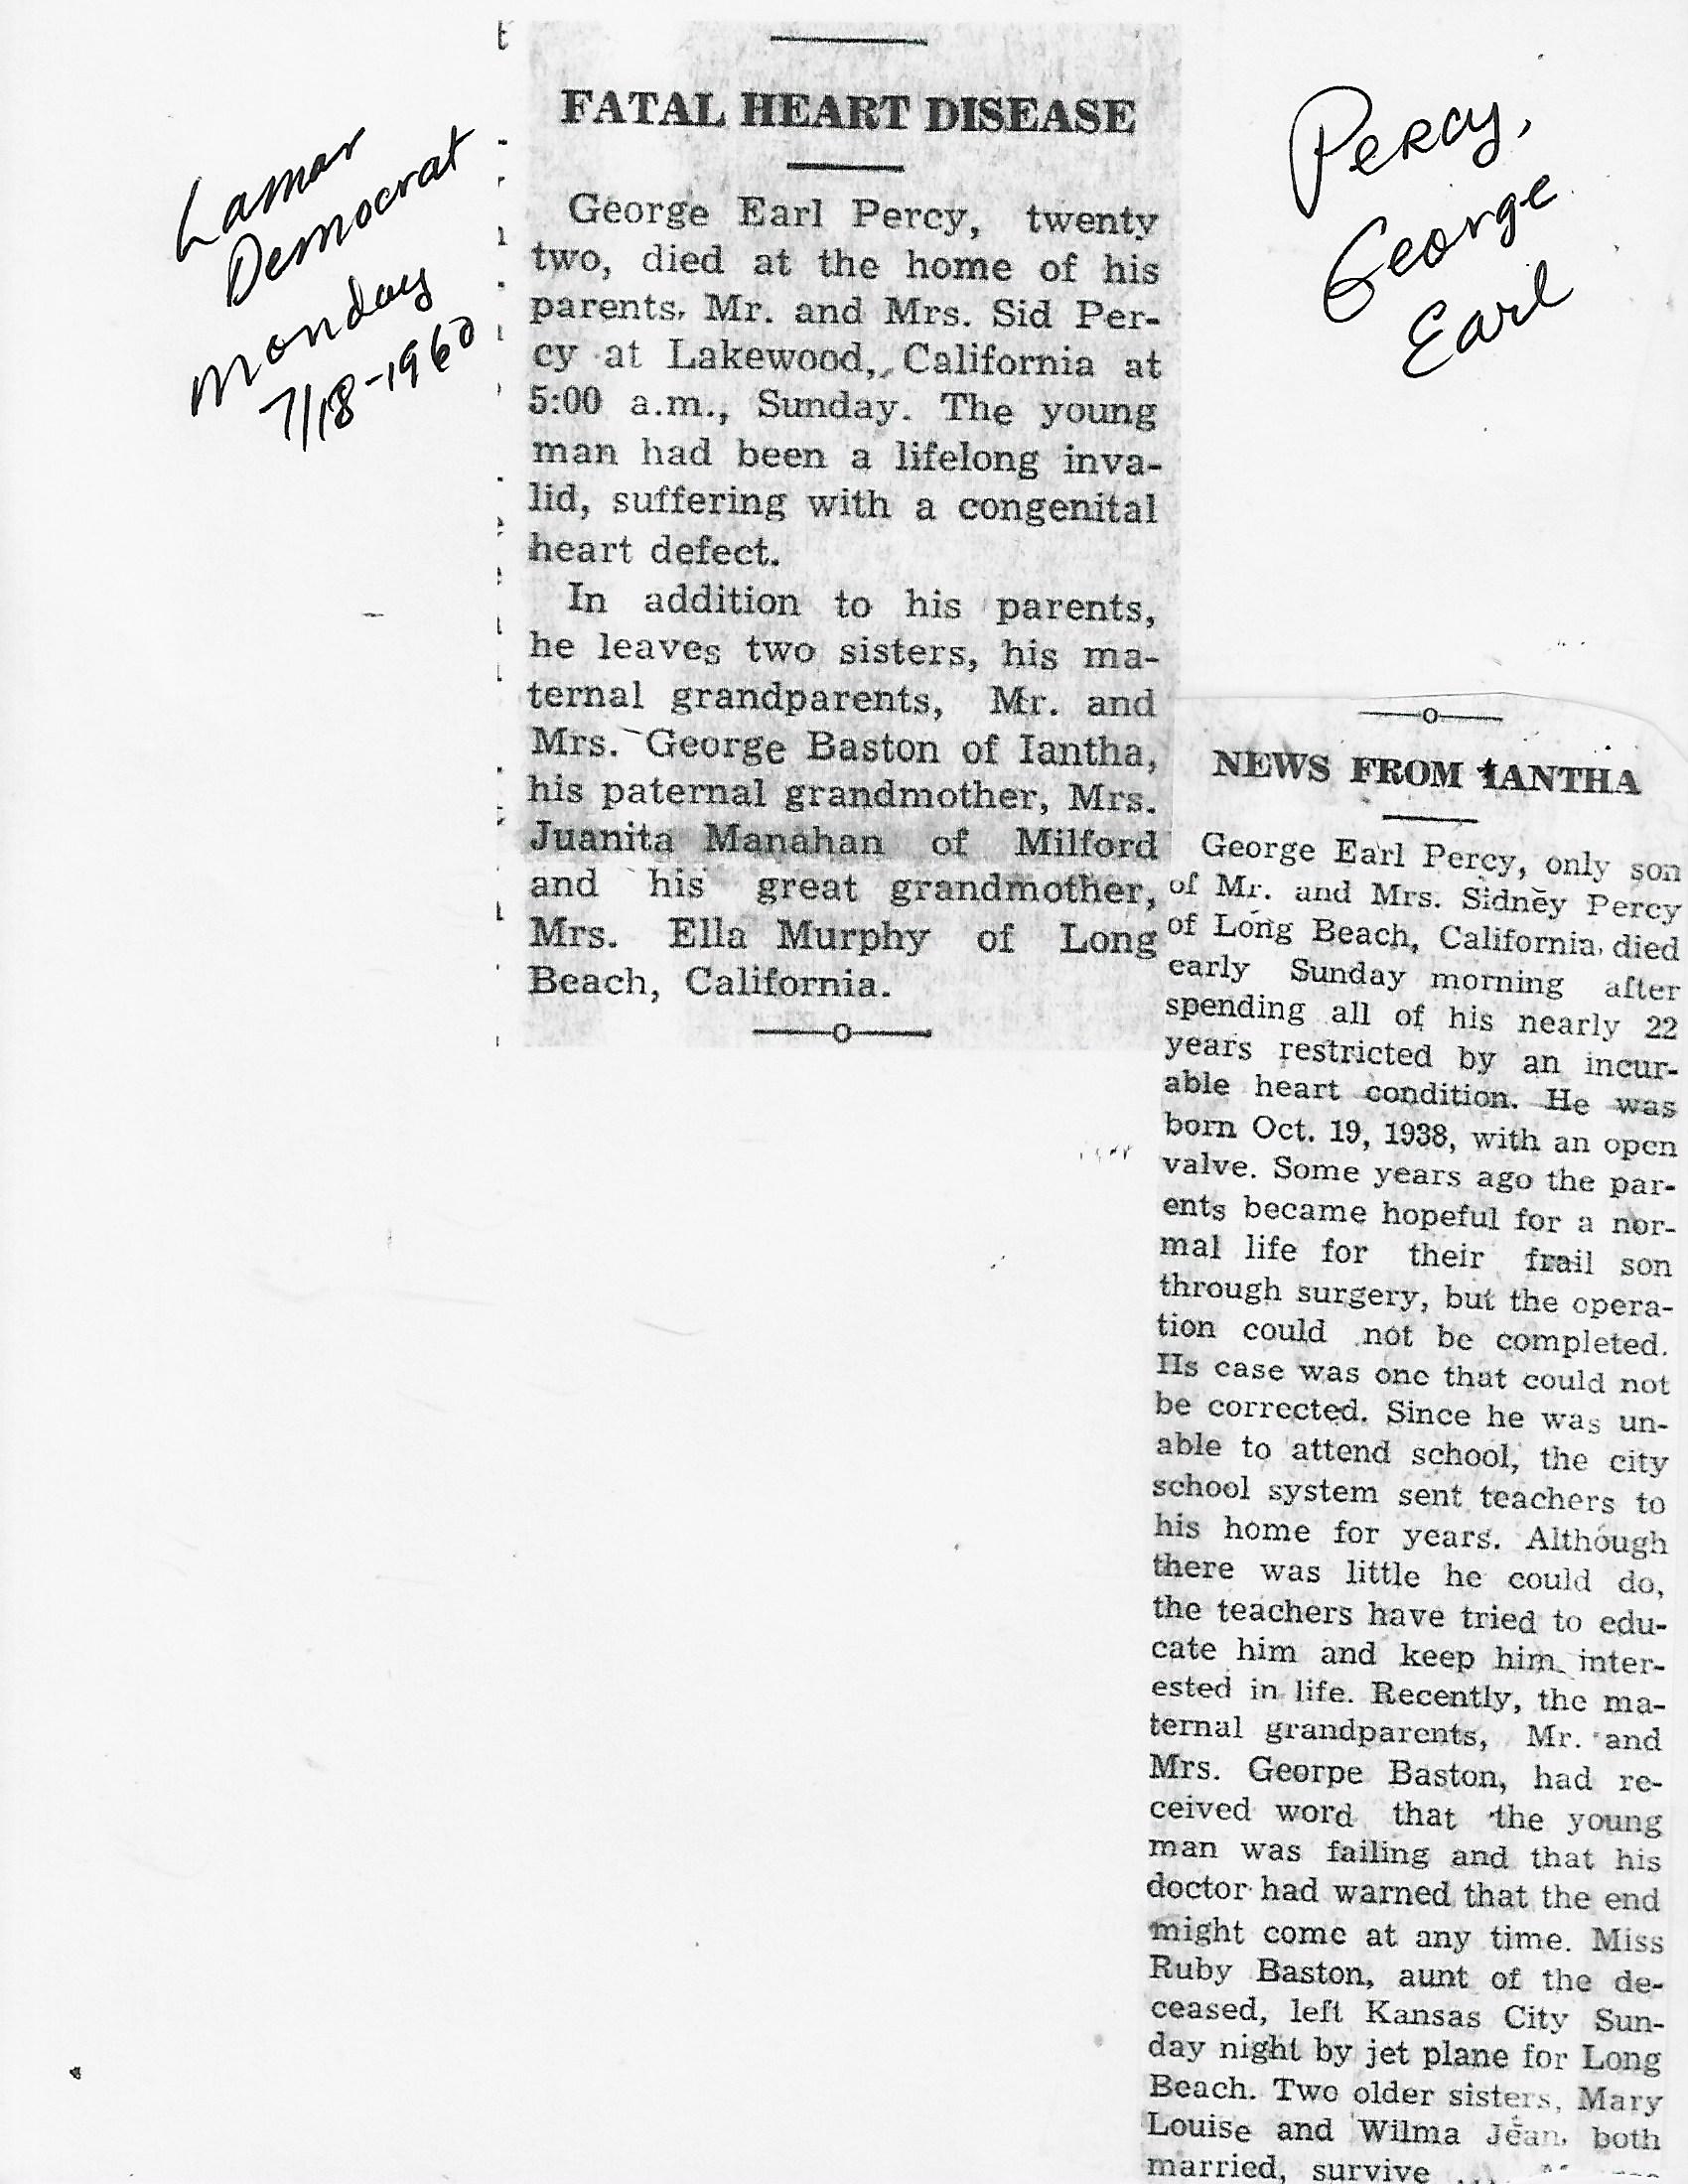 Lamar
Democrat
Monday
7/18-1960
Percy,
George
Earl
FATAL HEART DISEASE
George Earl Percy, twenty
two, died at the home of his
parents, Mr. and Mrs. Sid Per-
cy at Lakewood, California at
5:00 a.m., Sunday. The young
man had been a lifelong inva-
lid, suffering with a congenital
heart defect.
In addition to his parents,
he leaves two sisters, his ma-
ternal grandparents, Mr. and
Mrs. George Baston of Iantha,
his paternal grandmother, Mrs.
Juanita Manahan of Milford
and his great grandmother,
Mrs. Ella Murphy of Long
Beach, California.
NEWS FROM IANTHA
George Earl Percy, only son
of Mr. and Mrs. Sidney Percy
of Long Beach, California, died
early Sunday morning after
spending all of his nearly 22
years restricted by an incur-
able heart condition. He was
born Oct. 19, 1938, with an open
valve. Some years ago the par-
ents became hopeful for a nor-
mal life for their frail son
through surgery, but the opera-
tion could not be completed.
His case was one that could not
be corrected. Since he was un-
able to attend school, the city
school system sent teachers to
his home for years. Although
there was little he could do,
the teachers have tried to edu-
cate him and keep him inter-
ested in life. Recently, the ma-
ternal grandparents, Mr. and
Mrs. Georpe Baston, had re-
ceived word that the young
man was failing and that his
doctor had warned that the end
might come at any time. Miss
Ruby Baston, aunt of the de-
ceased, left Kansas City Sun-
day night by jet plane for Long
Beach. Two older sisters, Mary
Louise and Wilma Jean, both
married, survive